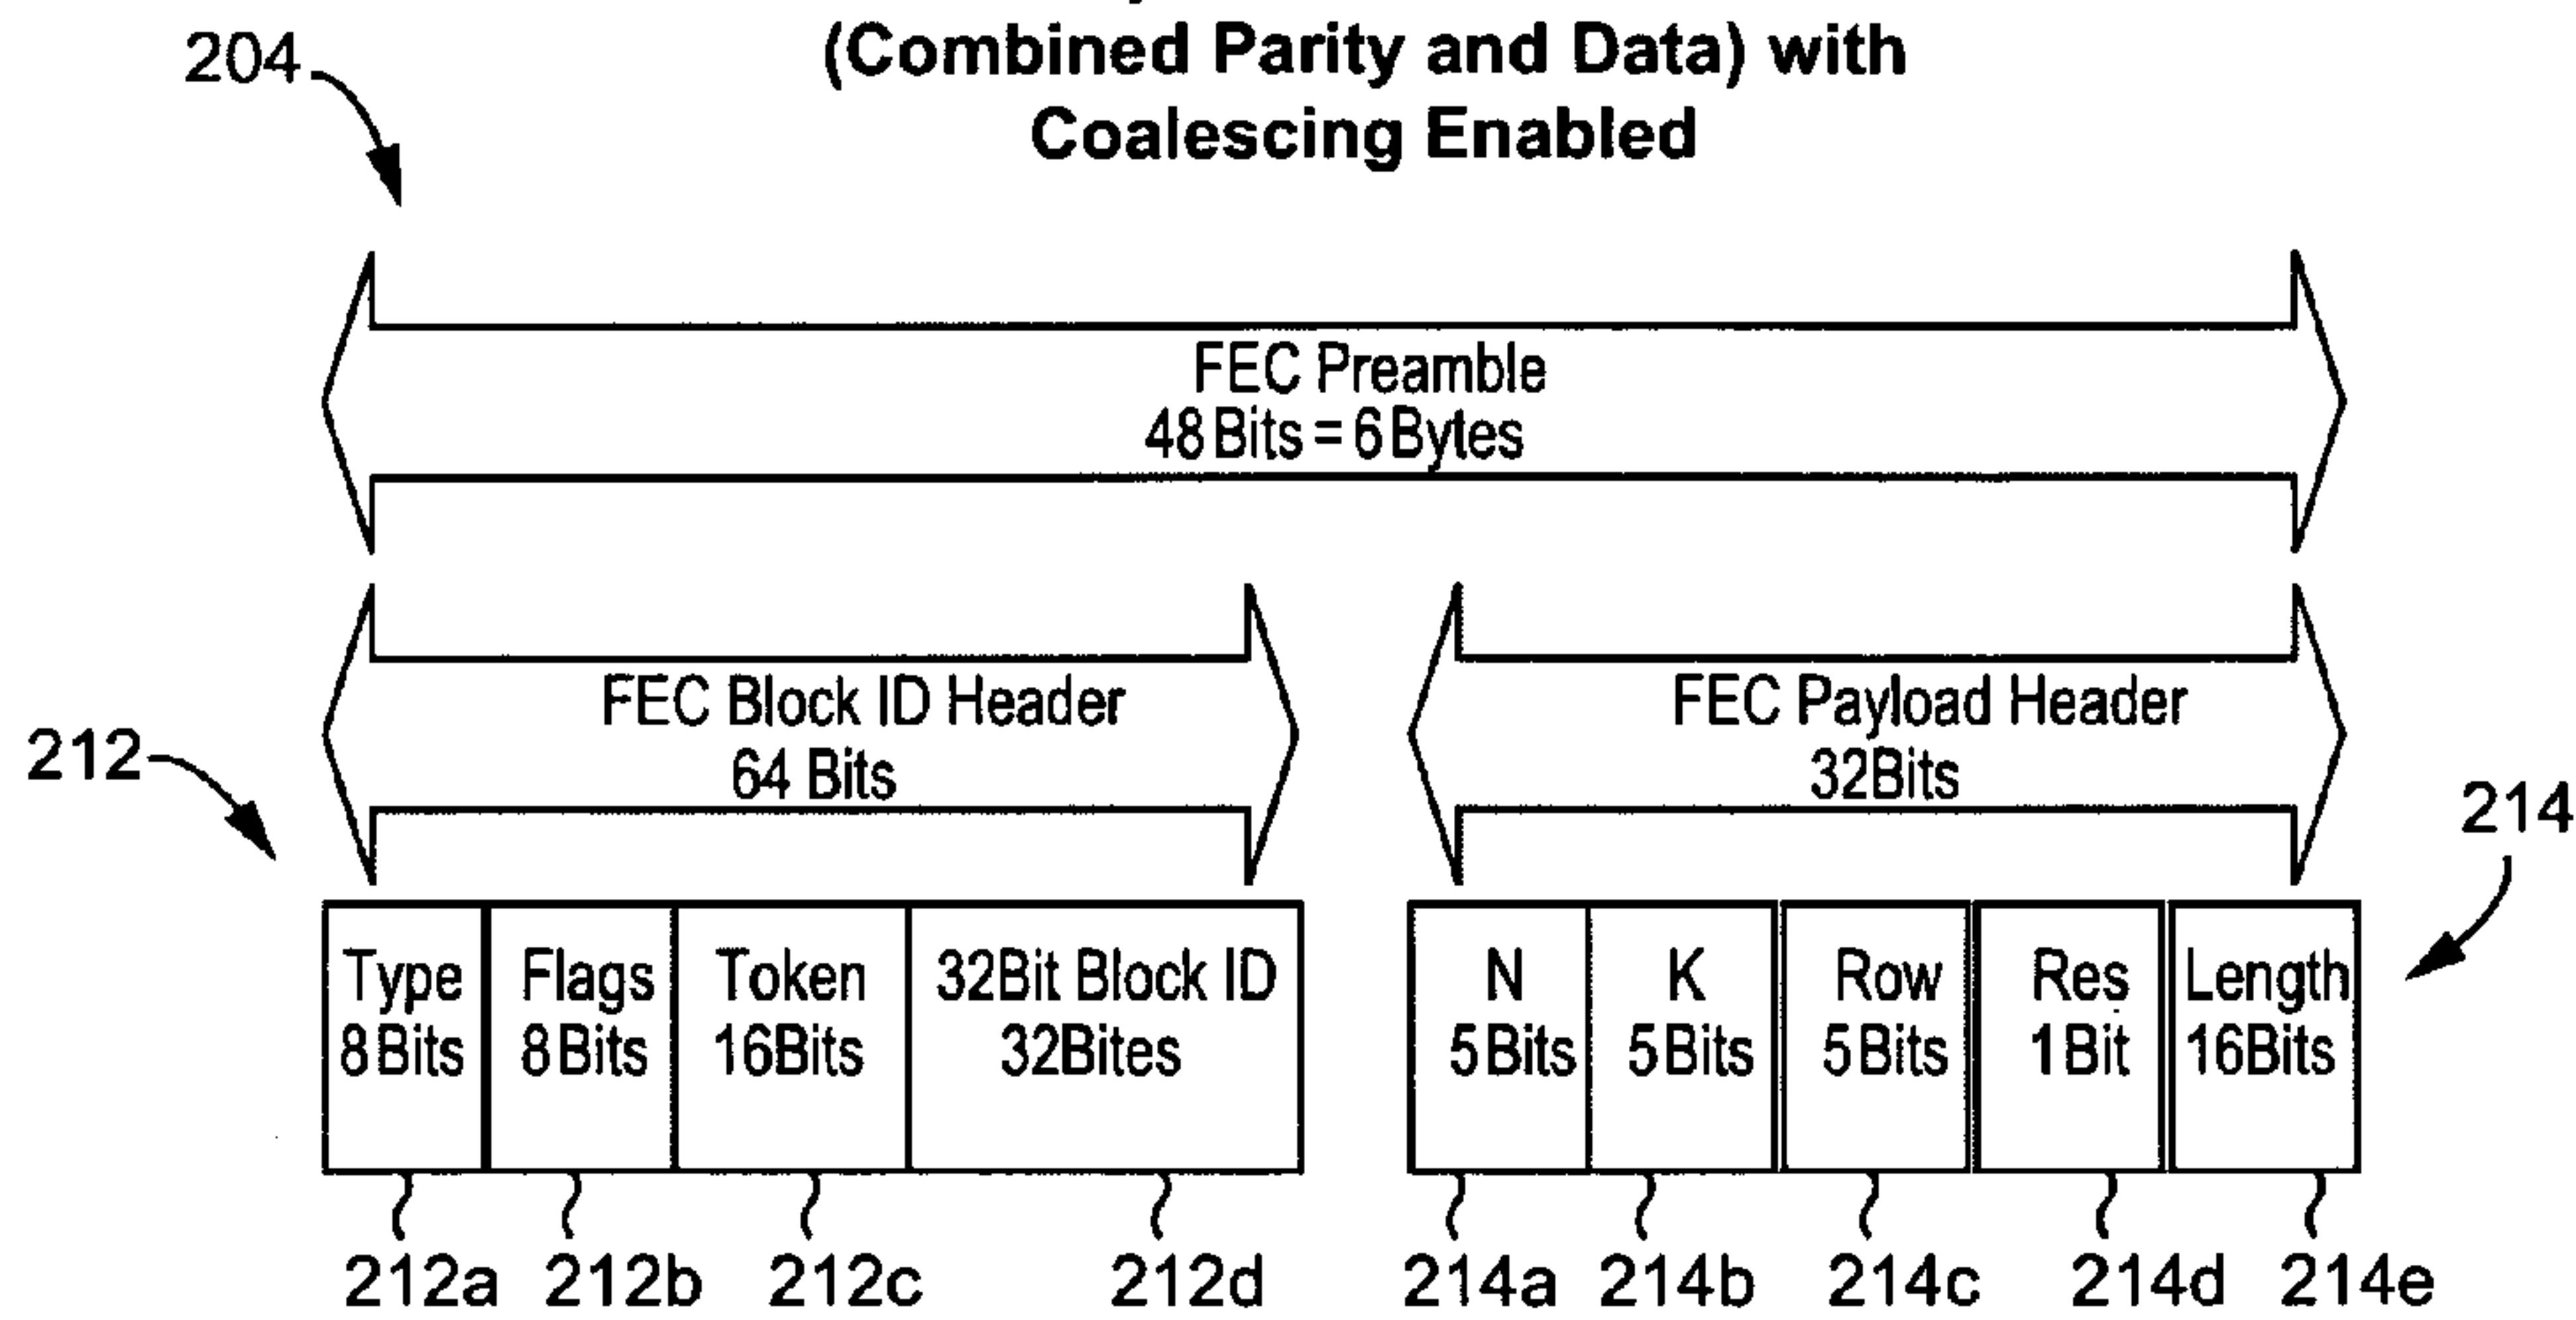 (Combined Parity and Data) with
Coalescing Enabled
204
FEC Preamble
48 Bits = 6 Bytes
212
FEC Block ID Header
64 Bits
FEC Payload Header
32Bits
214
Type
8 Bits
Flags
8 Bits
Token
16Bits
32Bit Block ID
32Bites
N
5 Bits
K
5 Bits
Row
5 Bits
Res
1 Bit
Length
16Bits
212a 212b 212c 212d 214a 214b 214c 214d 214e